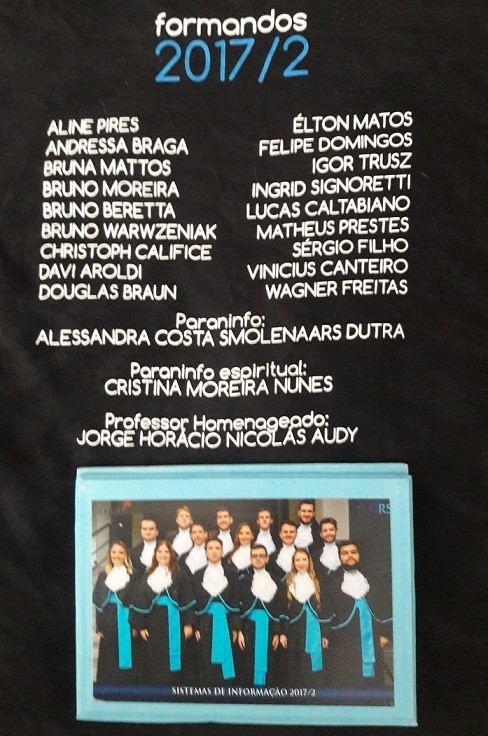 formandos
2017/2
ALINE PIRES
ANDRESSA BRAGA
BRUNA MATTOS
BRUNO MOREIRA
BRUNO BERETTA
BRUNO WARWZENIAK
CHRISTOPH CALIFICE
DAVI AROLDI
DOUGLAS BRAUN
ÉLTON MATOS
FELIPE DOMINGOS
IGOR TRUSZ
INGRID SIGNORETTI
LUCAS CALTABIANO
MATHEUS PRESTES
SÉRGIO FILHO
VINICIUS CANTEIRO
WAGNER FREITAS
Paraninfo:
ALESSANDRA COSTA SMOLENAARS DUTRA
Paraninfo espiritual:
CRISTINA MOREIRA NUNES
Professor Homenageado:
JORGE HORÁCIO NICOLÁS AUDY
SISTEMAS DE INFORMAÇÃO 2017/2